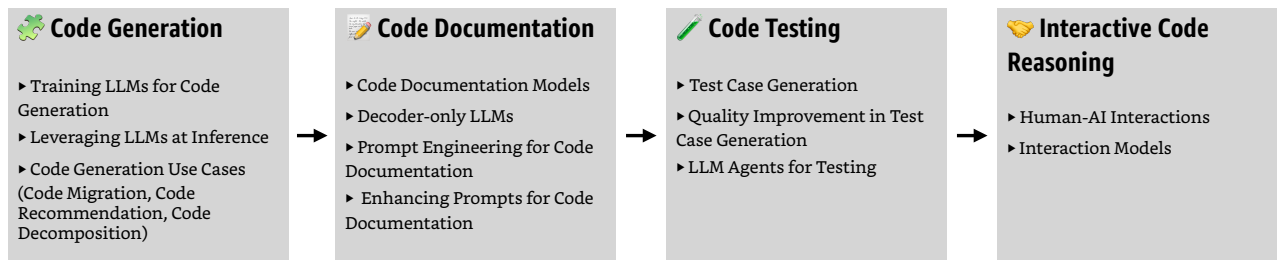 Code Generation
▸ Training LLMs for Code
Generation
▸ Leveraging LLMs at Inference
▸ Code Generation Use Cases
(Code Migration, Code
Recommendation, Code
Decomposition)
Code Documentation
▸ Code Documentation Models
▸ Decoder-only LLMs
▸ Prompt Engineering for Code
Documentation
▸ Enhancing Prompts for Code
Documentation
Code Testing
▸ Test Case Generation
▸ Quality Improvement in Test
Case Generation
▸ LLM Agents for Testing
Interactive Code
Reasoning
▸ Human-AI Interactions
▸ Interaction Models